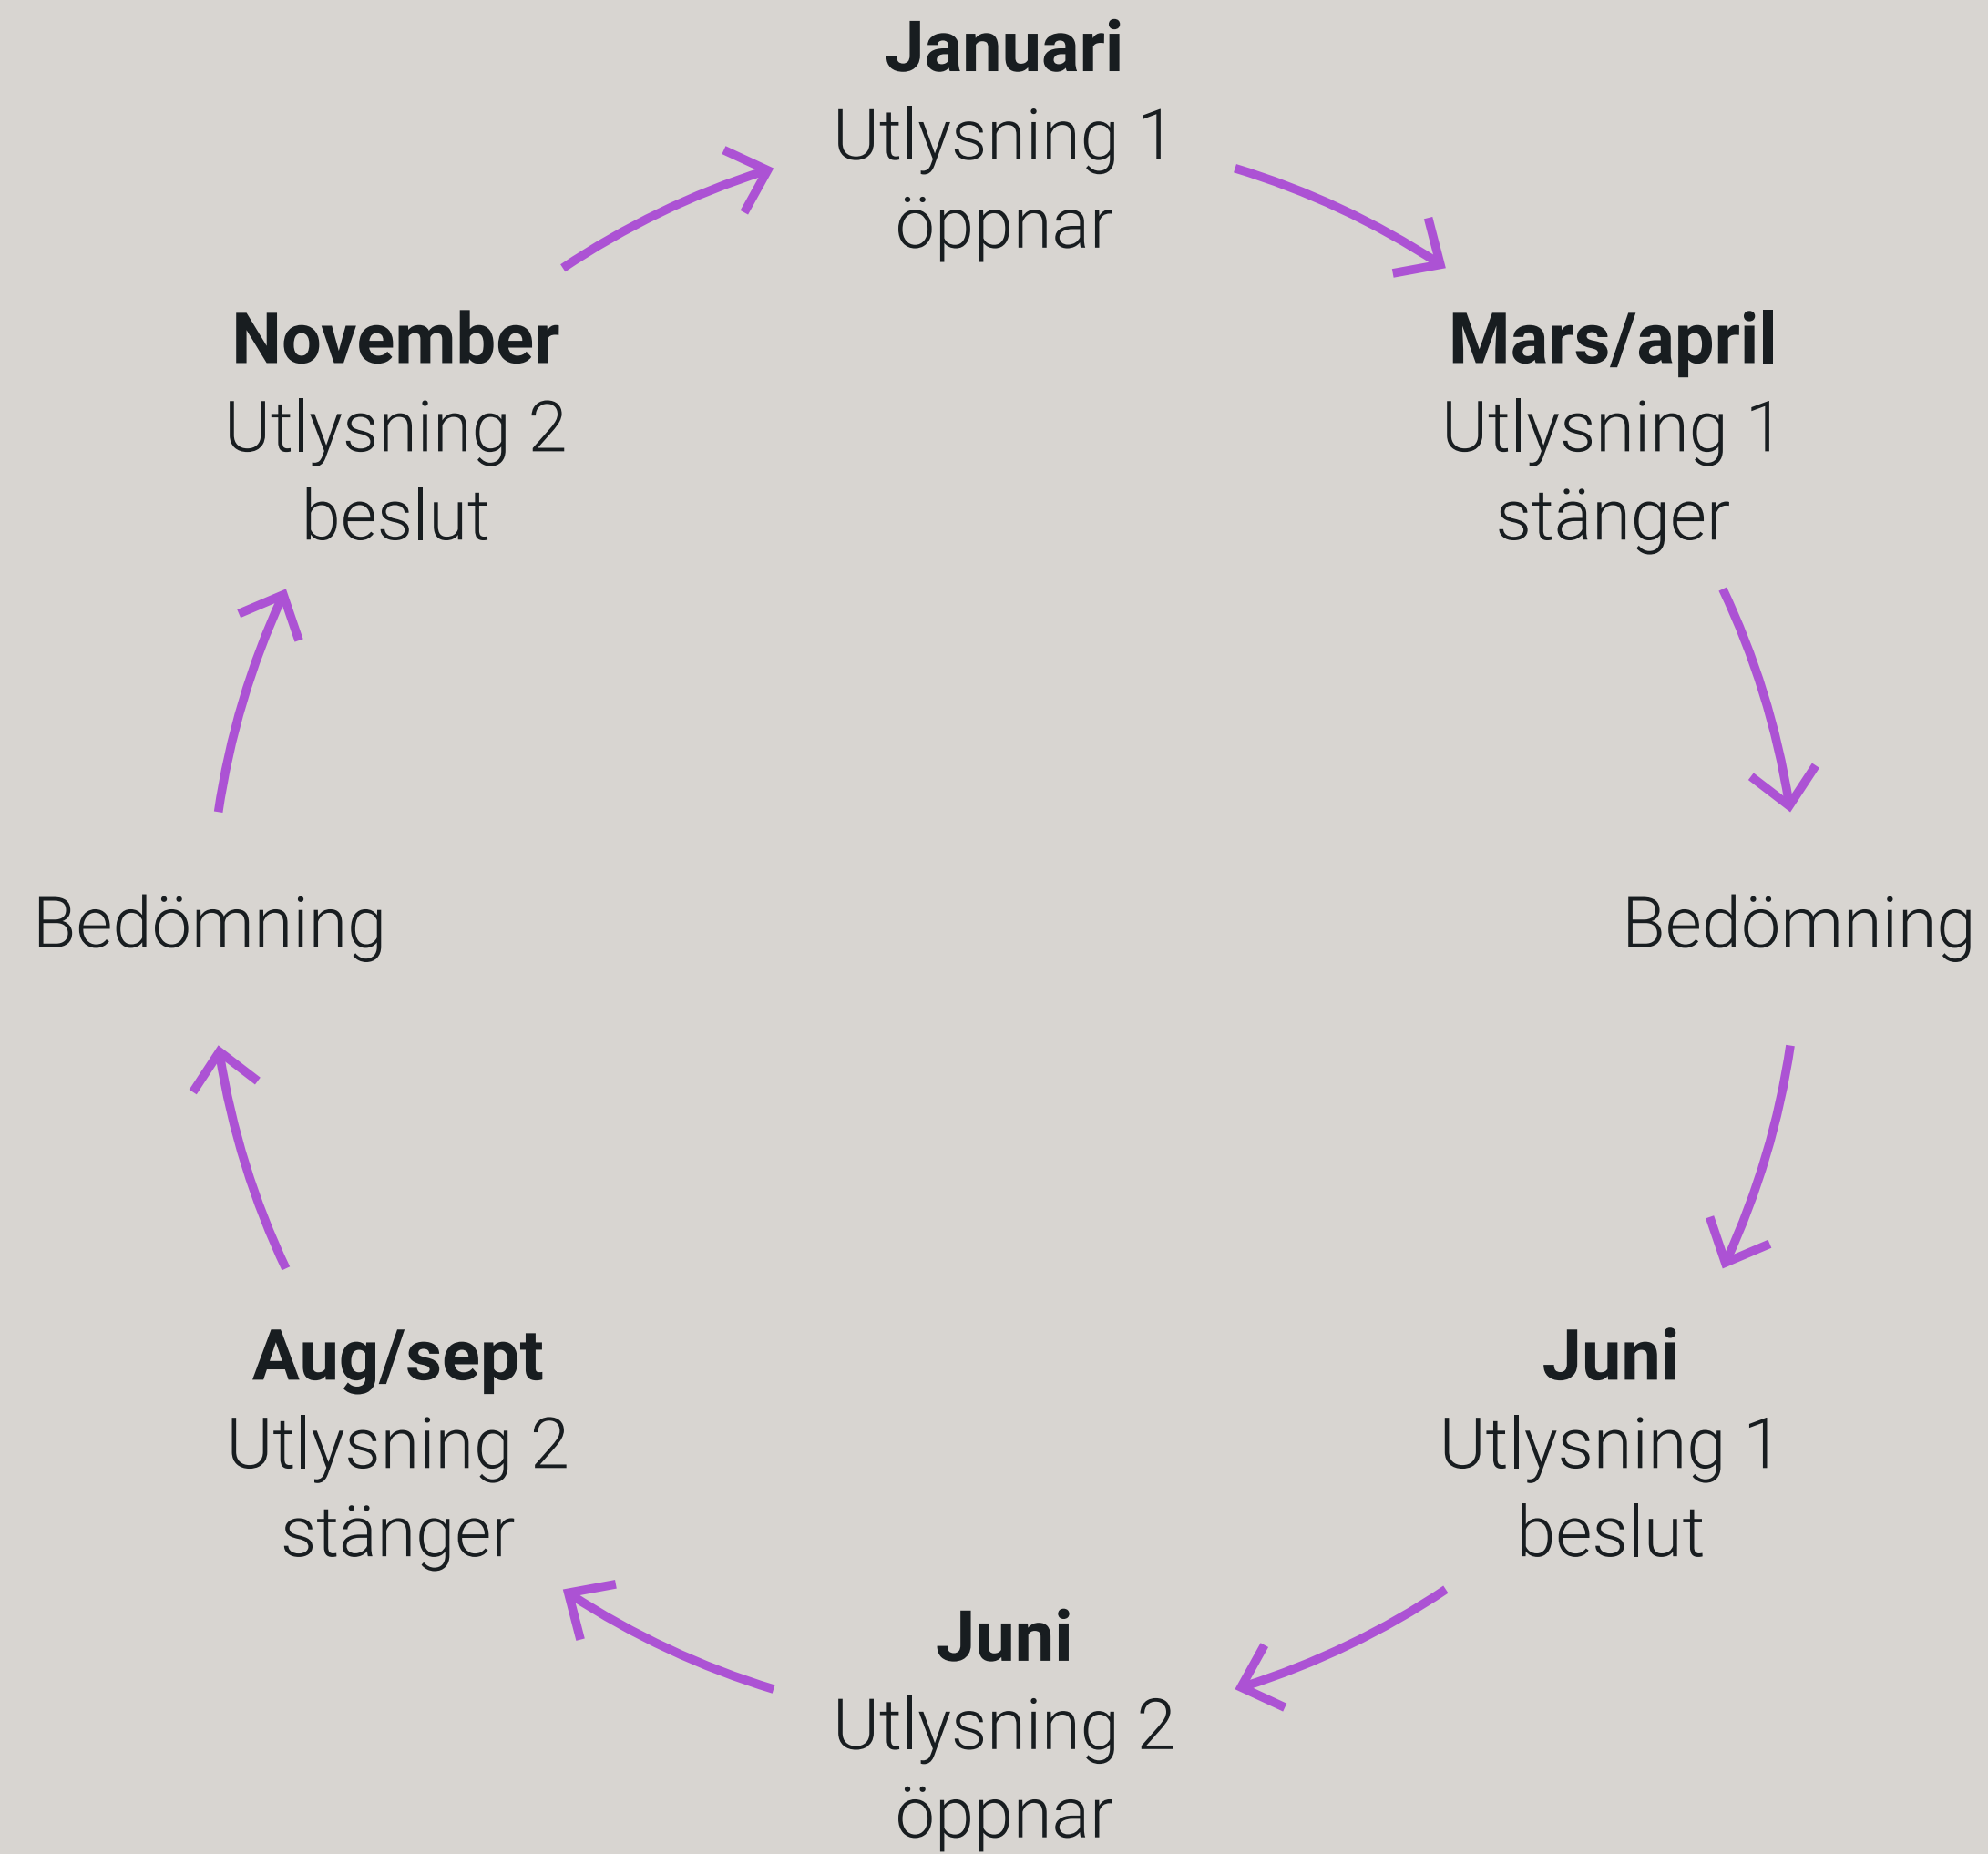 Januari
Utlysning 1
öppnar
Mars/april
Utlysning 1
stänger
Bedömning
Juni
Utlysning 1
beslut
Juni
Utlysning 2
öppnar
Aug/sept
Utlysning 2
stänger
Bedömning
November
Utlysning 2
beslut